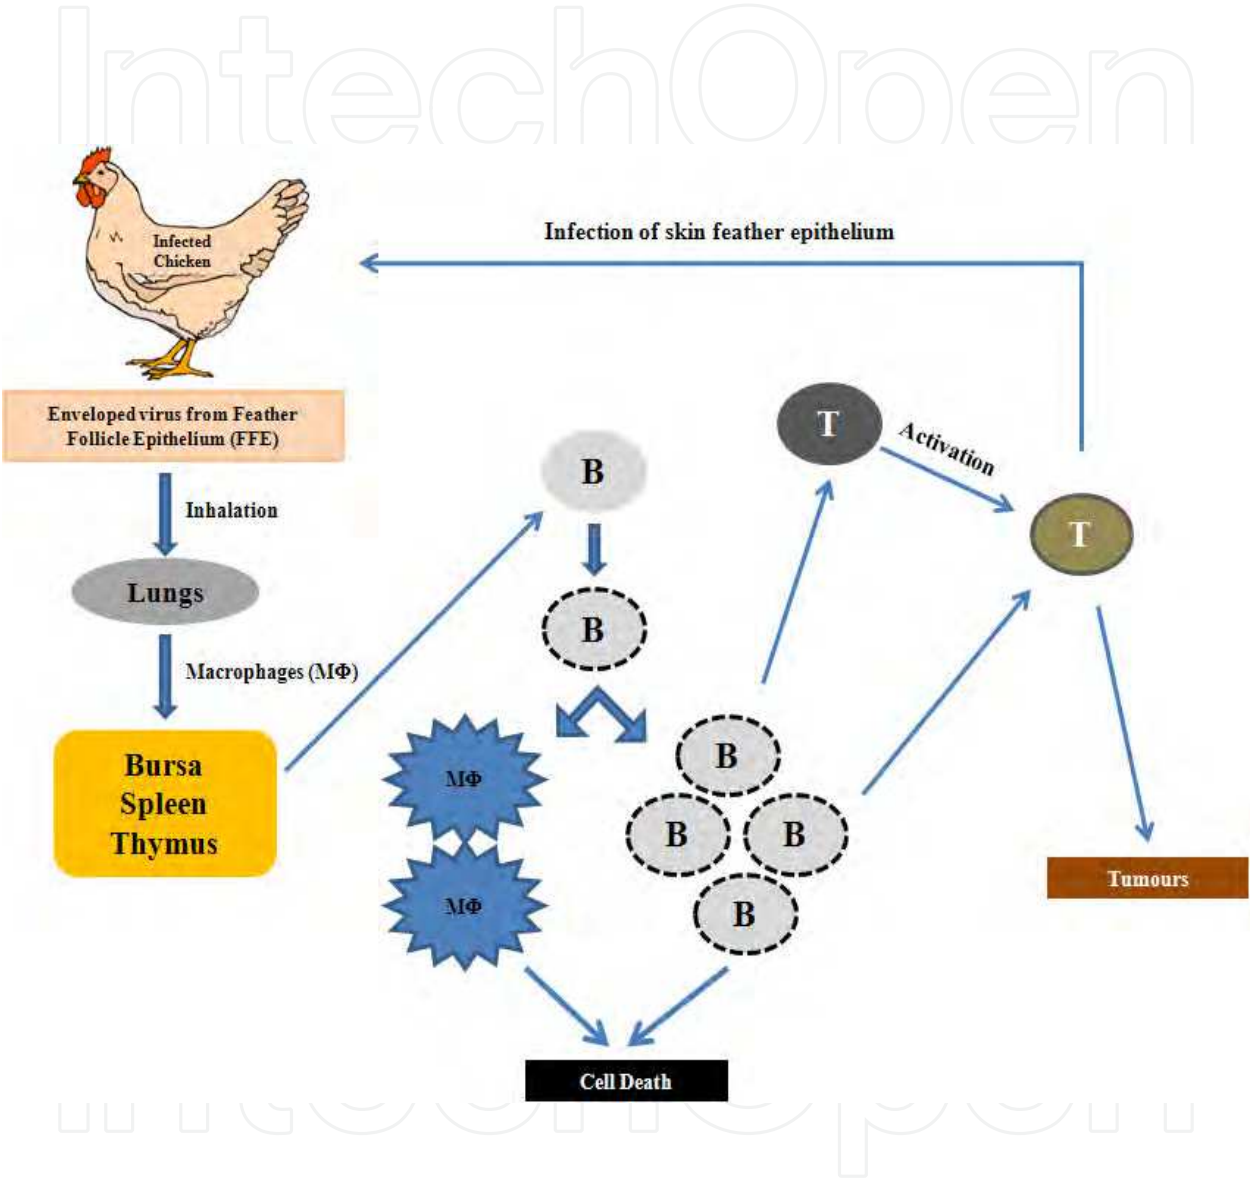 IntechOpen
Infected
Chicken
Infection of skin feather epithelium
Enveloped virus from Feather
Follicle Epithelium (FFE)
Inhalation
Lungs
Macrophages (MΦ)
Bursa
Spleen
Thymus
B
B
MΦ
MΦ
B
B
B
B
T
Activation
T
Tumours
Cell Death
IntechOpen